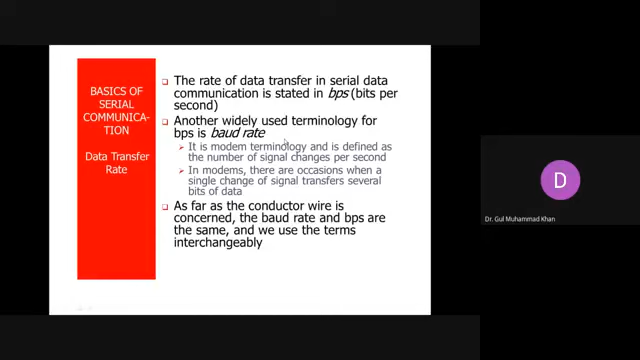 BASICS OF
SERIAL
COMMUNICA-
TION
Data Transfer
Rate
The rate of data transfer in serial data
communication is stated in bps (bits per
second)
Another widely used terminology for
bps is baud rate
It is modem terminology and is defined as
the number of signal changes per second
In modems, there are occasions when a
single change of signal transfers several
bits of data
As far as the conductor wire is
concerned, the baud rate and bps are
the same, and we use the terms
interchangeably
D
Dr. Gul Muhammad Khan